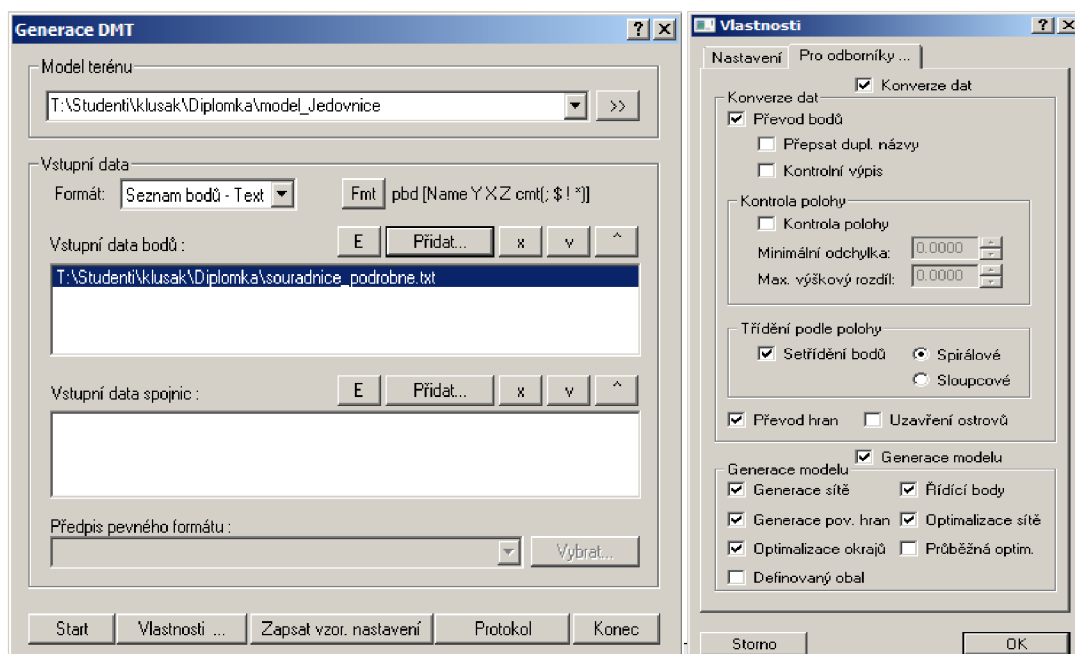 Generace DMT
Model terénu
T:\Studenti\klusak\Diplomka\model_Jedovnice
>>
Vstupní data
Formát: Seznam bodů - Text Fmt pbd [Name Y X Z cmt(; $ ! *)]
Vstupní data bodů : E Přidat... x v ^
T:\Studenti\klusak\Diplomka\souradnice_podrobne.txt
Vstupní data spojnic : E Přidat... x v ^
Předpis pevného formátu :
Vybrat...
Start Vlastnosti ... Zapsat vzor. nastavení Protokol Konec
Vlastnosti
Nastavení Pro odborníky ...
Konverze dat
Konverze dat
Převod bodů
Přepsat dupl. názvy
Kontrolní výpis
Kontrola polohy
Kontrola polohy
Minimální odchylka: 0.0000
Max. výškový rozdíl: 0.0000
Třídění podle polohy
Setřídění bodů Spirálové
Sloupcové
Převod hran Uzavření ostrovů
Generace modelu
Generace modelu
Generace sítě Řídící body
Generace pov. hran Optimalizace sítě
Optimalizace okrajů Průběžná optim.
Definovaný obal
Storno OK